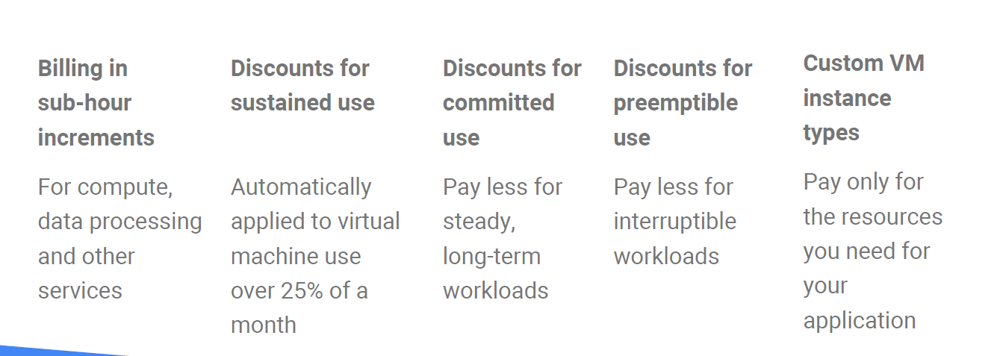 Billing in
sub-hour
increments
For compute,
data processing
and other
services
Discounts for
sustained use
Automatically
applied to virtual
machine use
over 25% of a
month
Discounts for
committed
use
Pay less for
steady,
long-term
workloads
Discounts for
preemptible
use
Pay less for
interruptible
workloads
Custom VM
instance
types
Pay only for
the resources
you need for
your
application